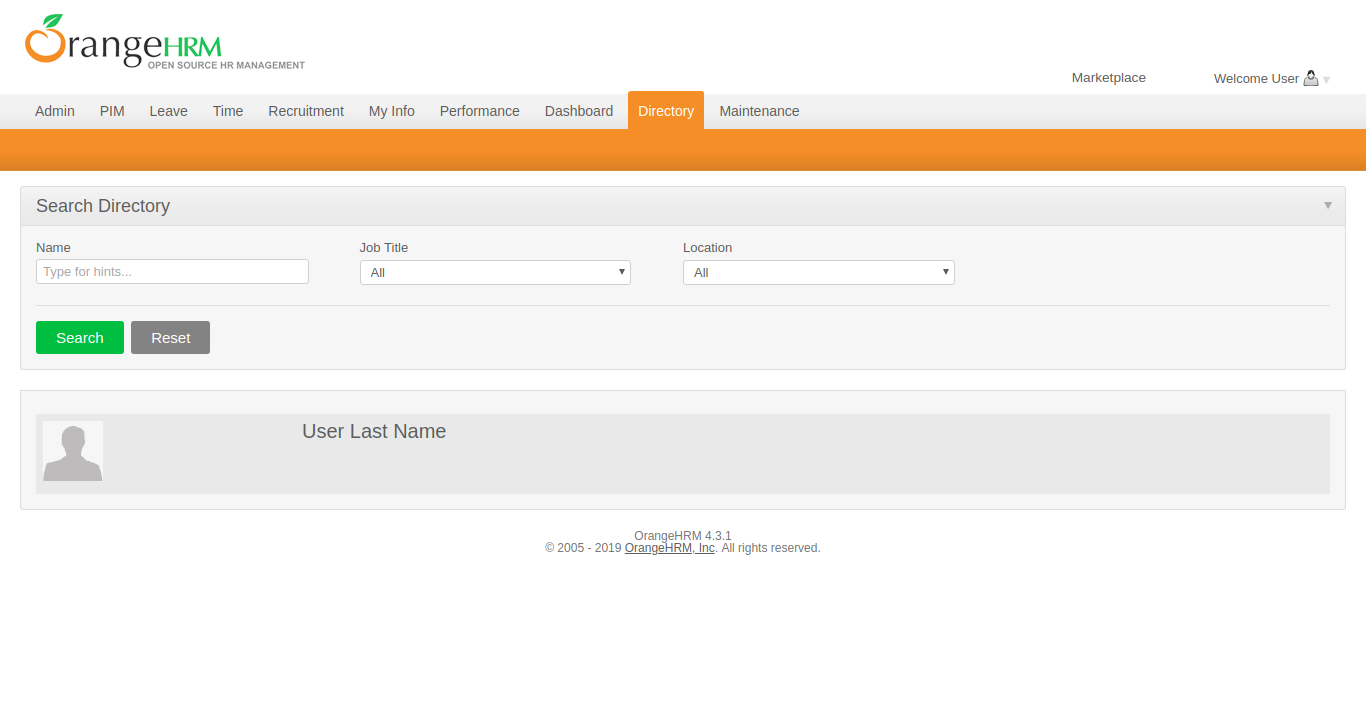 OrangeHRM
OPEN SOURCE HR MANAGEMENT
Marketplace
Welcome User
Admin PIM Leave Time Recruitment My Info Performance Dashboard Directory Maintenance
Search Directory
Name Job Title Location
Type for hints... All All
Search Reset
User Last Name
OrangeHRM 4.3.1
© 2005 - 2019 OrangeHRM, Inc. All rights reserved.